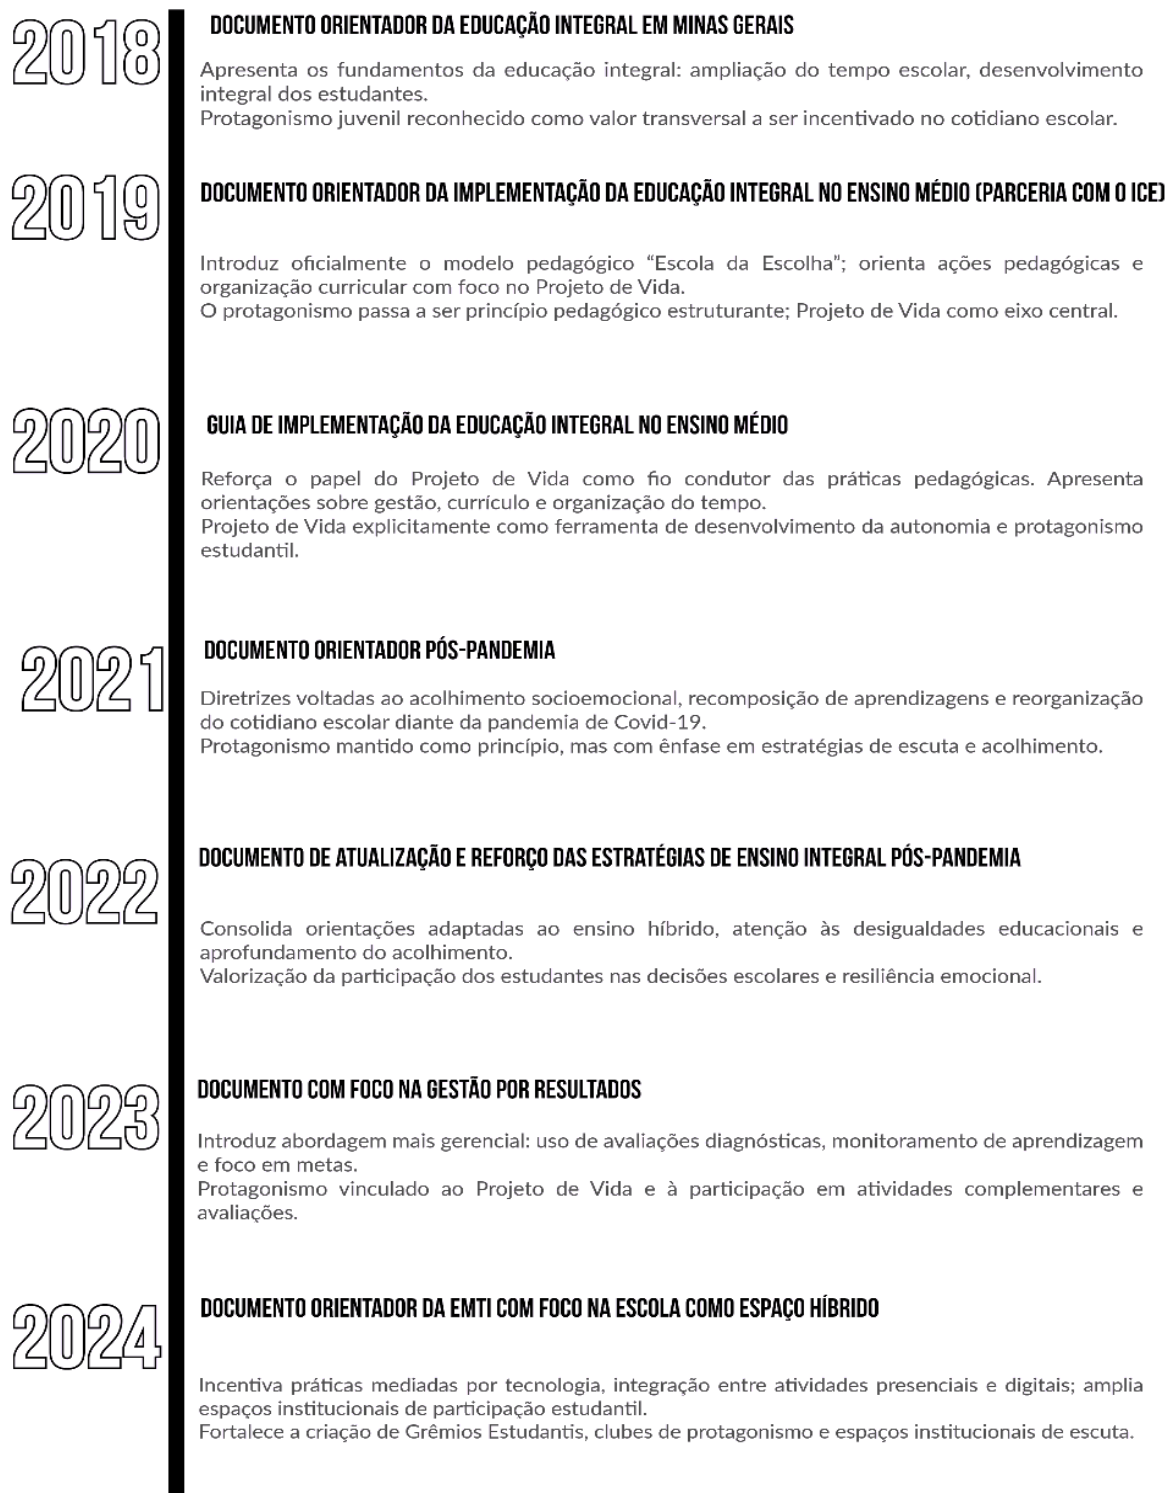 2018
DOCUMENTO ORIENTADOR DA EDUCAÇÃO INTEGRAL EM MINAS GERAIS
Apresenta os fundamentos da educação integral: ampliação do tempo escolar, desenvolvimento
integral dos estudantes.
Protagonismo juvenil reconhecido como valor transversal a ser incentivado no cotidiano escolar.
2019
DOCUMENTO ORIENTADOR DA IMPLEMENTAÇÃO DA EDUCAÇÃO INTEGRAL NO ENSINO MÉDIO (PARCERIA COM O ICE)
Introduz oficialmente o modelo pedagógico “Escola da Escolha”; orienta ações pedagógicas e
organização curricular com foco no Projeto de Vida.
O protagonismo passa a ser princípio pedagógico estruturante; Projeto de Vida como eixo central.
2020
GUIA DE IMPLEMENTAÇÃO DA EDUCAÇÃO INTEGRAL NO ENSINO MÉDIO
Reforça o papel do Projeto de Vida como fio condutor das práticas pedagógicas. Apresenta
orientações sobre gestão, currículo e organização do tempo.
Projeto de Vida explicitamente como ferramenta de desenvolvimento da autonomia e protagonismo
estudantil.
2021
DOCUMENTO ORIENTADOR PÓS-PANDEMIA
Diretrizes voltadas ao acolhimento socioemocional, recomposição de aprendizagens e reorganização
do cotidiano escolar diante da pandemia de Covid-19.
Protagonismo mantido como princípio, mas com ênfase em estratégias de escuta e acolhimento.
2022
DOCUMENTO DE ATUALIZAÇÃO E REFORÇO DAS ESTRATÉGIAS DE ENSINO INTEGRAL PÓS-PANDEMIA
Consolida orientações adaptadas ao ensino híbrido, atenção às desigualdades educacionais e
aprofundamento do acolhimento.
Valorização da participação dos estudantes nas decisões escolares e resiliência emocional.
2023
DOCUMENTO COM FOCO NA GESTÃO POR RESULTADOS
Introduz abordagem mais gerencial: uso de avaliações diagnósticas, monitoramento de aprendizagem
e foco em metas.
Protagonismo vinculado ao Projeto de Vida e à participação em atividades complementares e
avaliações.
2024
DOCUMENTO ORIENTADOR DA EMTI COM FOCO NA ESCOLA COMO ESPAÇO HÍBRIDO
Incentiva práticas mediadas por tecnologia, integração entre atividades presenciais e digitais; amplia
espaços institucionais de participação estudantil.
Fortalece a criação de Grêmios Estudantis, clubes de protagonismo e espaços institucionais de escuta.